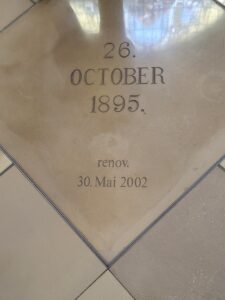 26.
OCTOBER
1895.
renov.
30. Mai 2002